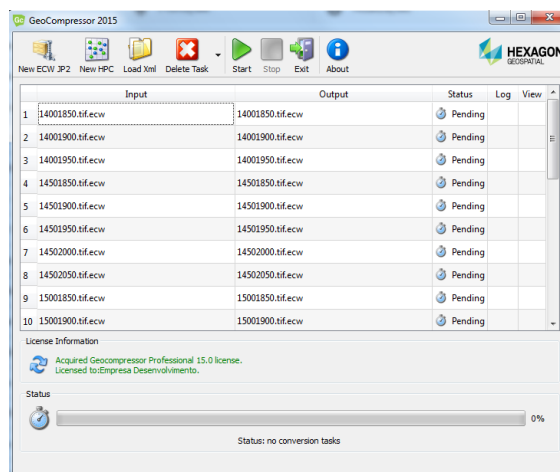 GeoCompressor 2015
New ECW JP2 New HPC Load Xml Delete Task Start Stop Exit About
HEXAGON
GEOSPATIAL
Input Output Status Log View
1 14001850.tif.ecw 14001850.tif.ecw Pending
2 14001900.tif.ecw 14001900.tif.ecw Pending
3 14001950.tif.ecw 14001950.tif.ecw Pending
4 14501850.tif.ecw 14501850.tif.ecw Pending
5 14501900.tif.ecw 14501900.tif.ecw Pending
6 14501950.tif.ecw 14501950.tif.ecw Pending
7 14502000.tif.ecw 14502000.tif.ecw Pending
8 14502050.tif.ecw 14502050.tif.ecw Pending
9 15001850.tif.ecw 15001850.tif.ecw Pending
10 15001900.tif.ecw 15001900.tif.ecw Pending
License Information
Acquired Geocompressor Professional 15.0 license.
Licensed to:Empresa Desenvolvimento.
Status
0%
Status: no conversion tasks